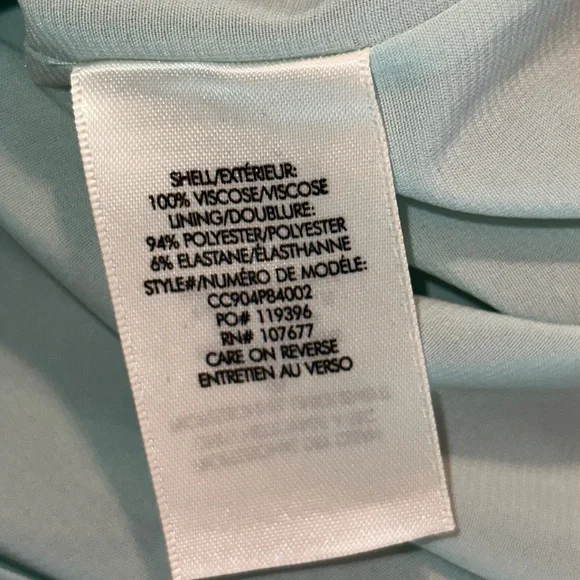 SHELL/EXTÉRIEUR:
100% VISCOSE/VISCOSE
LINING/DOUBLURE:
94% POLYESTER/POLYESTER
6% ELASTANE/ÉLASTHANNE
STYLE#/NUMÉRO DE MODÉLE:
CC904P84002
PO# 119396
RN# 107677
CARE ON REVERSE
ENTRETIEN AU VERSO